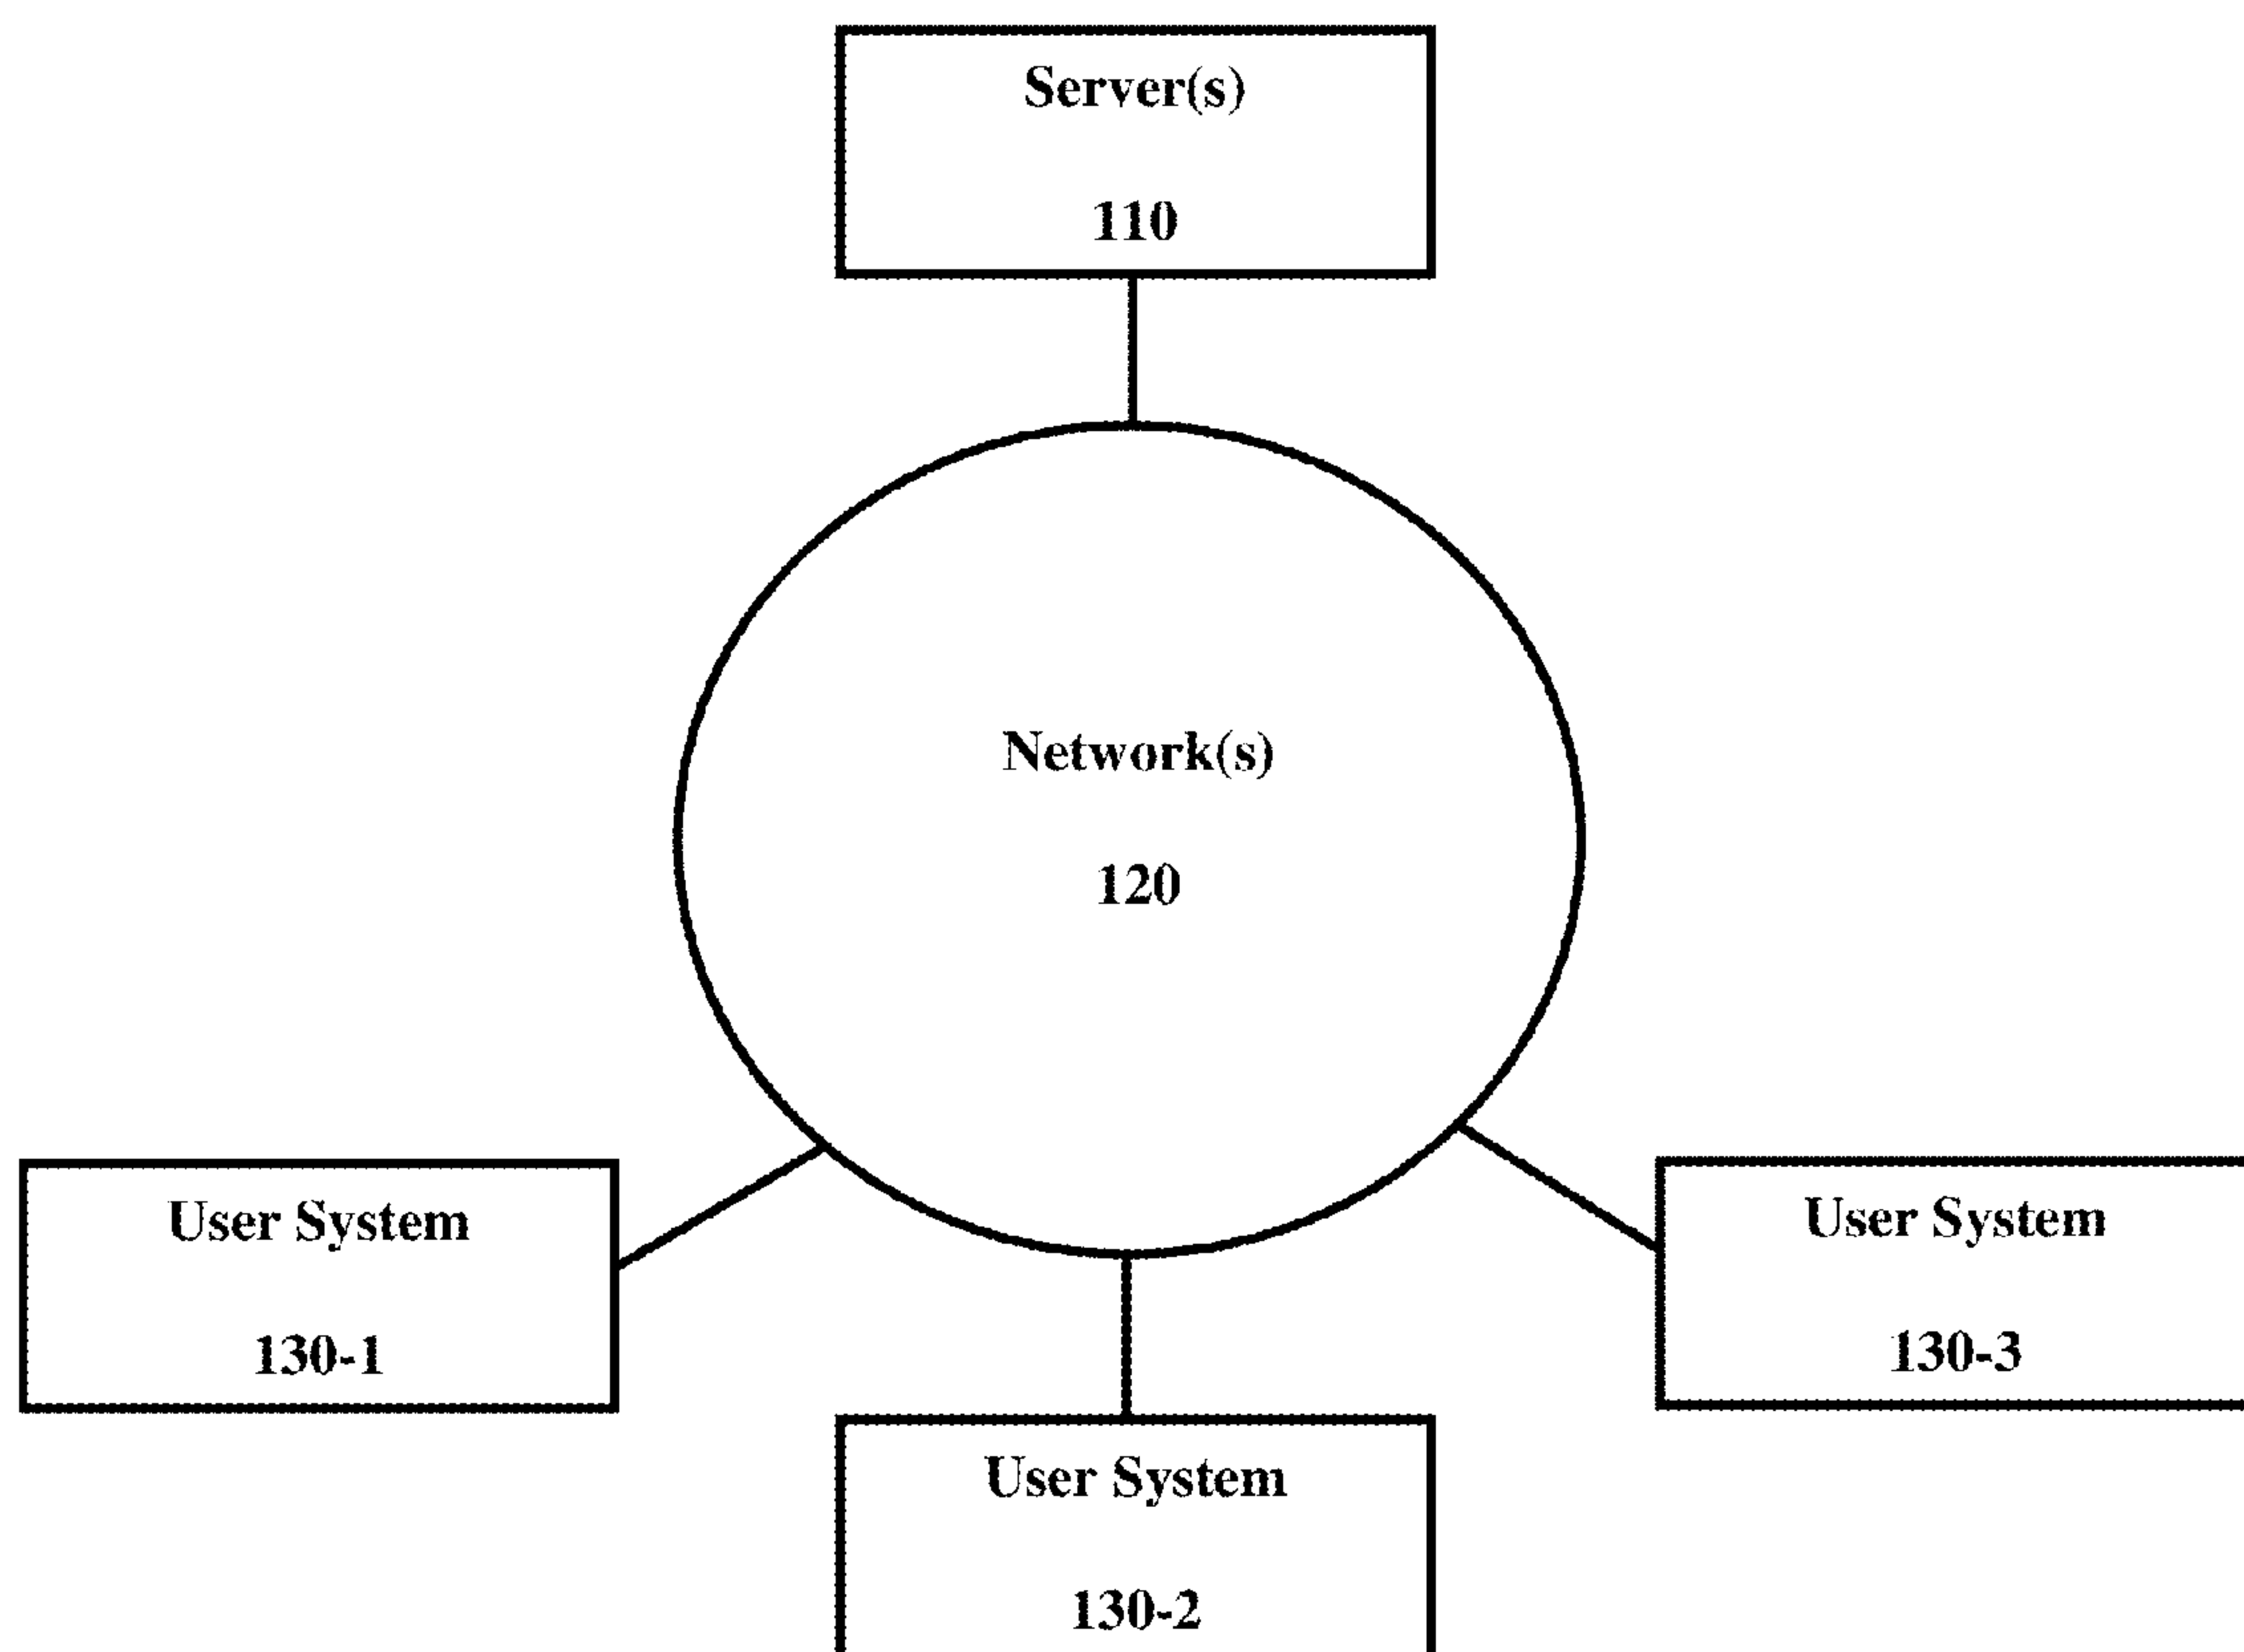 Server(s)
110
Network(s)
120
User System
130-1
User System
130-2
User System
130-3